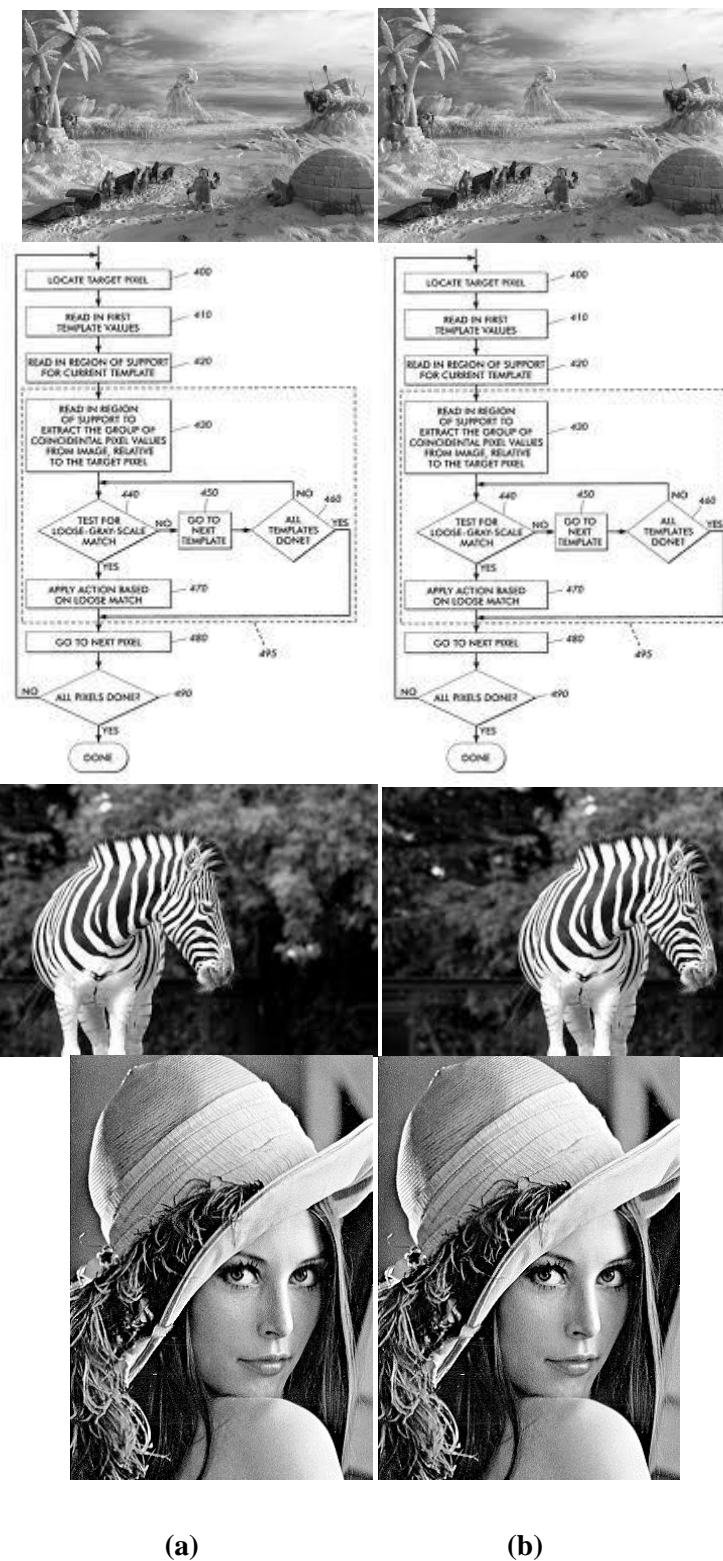 400
LOCATE TARGET PIXEL
410
READ IN FIRST
TEMPLATE VALUES
420
READ IN REGION OF SUPPORT
FOR CURRENT TEMPLATE
READ IN REGION
OF SUPPORT TO
430
EXTRACT THE GROUP OF
COINCIDENTAL PIXEL VALUES
FROM IMAGE, RELATIVE
TO THE TARGET PIXEL
440
450
NO
460
TEST FOR
LOOSE-GRAY-SCALE
MATCH
NO
GO TO
NEXT
TEMPLATE
ALL
TEMPLATES
DONE?
YES
YES
470
APPLY ACTION BASED
ON LOOSE MATCH
480
GO TO NEXT PIXEL
495
NO
ALL PIXELS DONE?
490
YES
DONE
400
LOCATE TARGET PIXEL
410
READ IN FIRST
TEMPLATE VALUES
420
READ IN REGION OF SUPPORT
FOR CURRENT TEMPLATE
READ IN REGION
OF SUPPORT TO
430
EXTRACT THE GROUP OF
COINCIDENTAL PIXEL VALUES
FROM IMAGE, RELATIVE
TO THE TARGET PIXEL
440
450
NO
460
TEST FOR
LOOSE-GRAY-SCALE
MATCH
NO
GO TO
NEXT
TEMPLATE
ALL
TEMPLATES
DONE?
YES
YES
470
APPLY ACTION BASED
ON LOOSE MATCH
480
GO TO NEXT PIXEL
495
NO
ALL PIXELS DONE?
490
YES
DONE
(a)
(b)